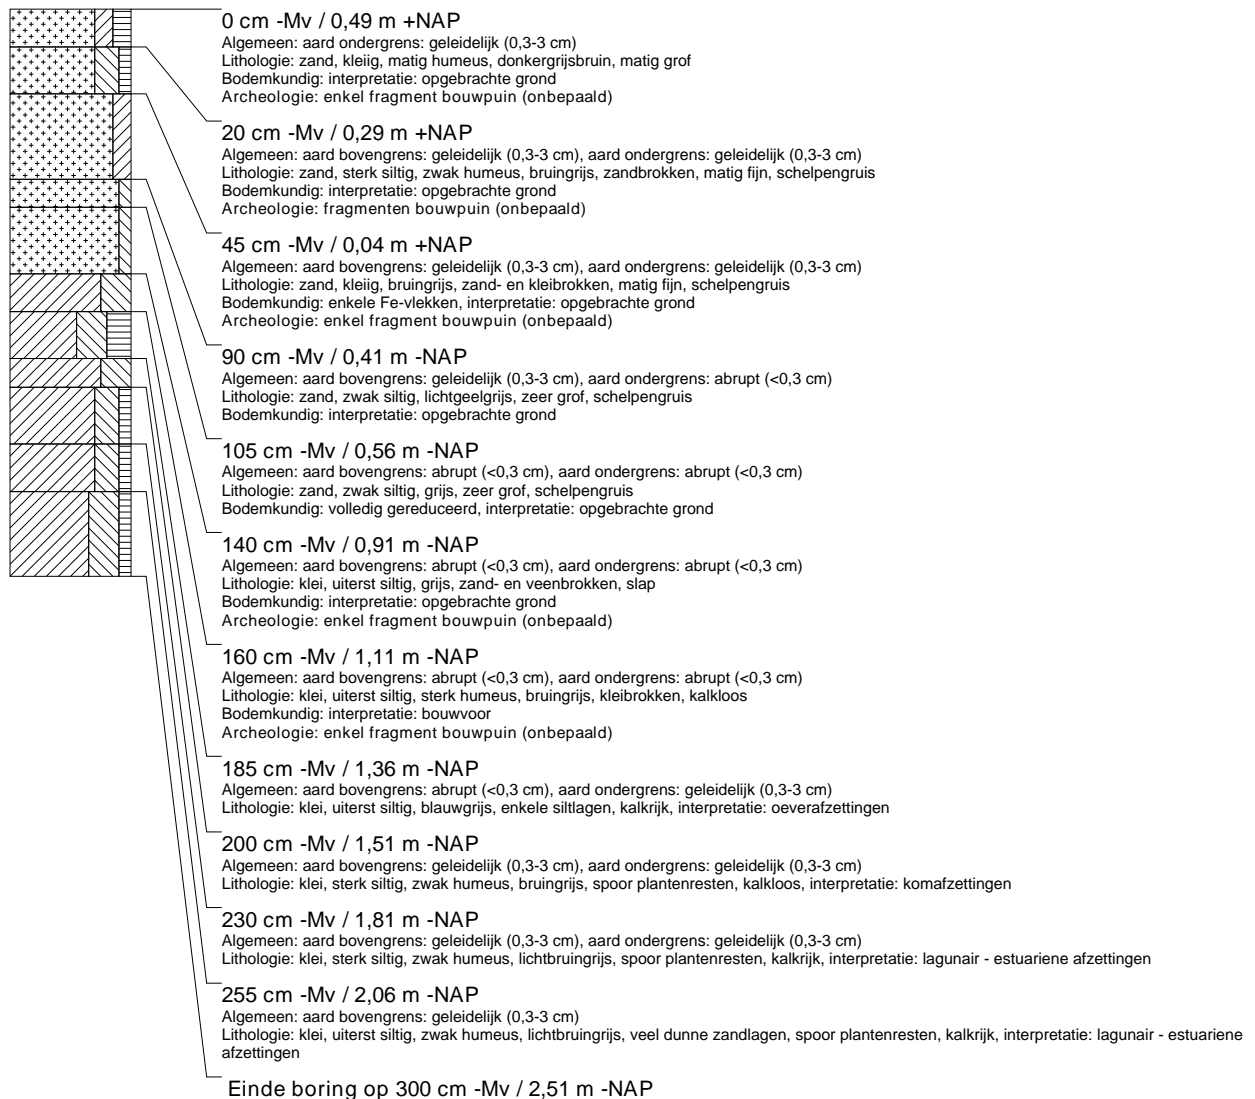 0 cm -Mv / 0,49 m +NAP
Algemeen: aard ondergrens: geleidelijk (0,3-3 cm)
Lithologie: zand, kleiig, matig humeus, donkergrijsbruin, matig grof
Bodemkundig: interpretatie: opgebrachte grond
Archeologie: enkel fragment bouwpuin (onbepaald)
20 cm -Mv / 0,29 m +NAP
Algemeen: aard bovengrens: geleidelijk (0,3-3 cm), aard ondergrens: geleidelijk (0,3-3 cm)
Lithologie: zand, sterk siltig, zwak humeus, bruingrijs, zandbrokken, matig fijn, schelpengruis
Bodemkundig: interpretatie: opgebrachte grond
Archeologie: fragmenten bouwpuin (onbepaald)
45 cm -Mv / 0,04 m +NAP
Algemeen: aard bovengrens: geleidelijk (0,3-3 cm), aard ondergrens: geleidelijk (0,3-3 cm)
Lithologie: zand, kleiig, bruingrijs, zand- en kleibrokken, matig fijn, schelpengruis
Bodemkundig: enkele Fe-vlekken, interpretatie: opgebrachte grond
Archeologie: enkel fragment bouwpuin (onbepaald)
90 cm -Mv / 0,41 m -NAP
Algemeen: aard bovengrens: geleidelijk (0,3-3 cm), aard ondergrens: abrupt (<0,3 cm)
Lithologie: zand, zwak siltig, lichtgeelgrijs, zeer grof, schelpengruis
Bodemkundig: interpretatie: opgebrachte grond
105 cm -Mv / 0,56 m -NAP
Algemeen: aard bovengrens: abrupt (<0,3 cm), aard ondergrens: abrupt (<0,3 cm)
Lithologie: zand, zwak siltig, grijs, zeer grof, schelpengruis
Bodemkundig: volledig gereduceerd, interpretatie: opgebrachte grond
140 cm -Mv / 0,91 m -NAP
Algemeen: aard bovengrens: abrupt (<0,3 cm), aard ondergrens: abrupt (<0,3 cm)
Lithologie: klei, uiterst siltig, grijs, zand- en veenbrokken, slap
Bodemkundig: interpretatie: opgebrachte grond
Archeologie: enkel fragment bouwpuin (onbepaald)
160 cm -Mv / 1,11 m -NAP
Algemeen: aard bovengrens: abrupt (<0,3 cm), aard ondergrens: abrupt (<0,3 cm)
Lithologie: klei, uiterst siltig, sterk humeus, bruingrijs, kleibrokken, kalkloos
Bodemkundig: interpretatie: bouwvoor
Archeologie: enkel fragment bouwpuin (onbepaald)
185 cm -Mv / 1,36 m -NAP
Algemeen: aard bovengrens: abrupt (<0,3 cm), aard ondergrens: geleidelijk (0,3-3 cm)
Lithologie: klei, uiterst siltig, blauwgrijs, enkele siltlagen, kalkrijk, interpretatie: oeverafzettingen
200 cm -Mv / 1,51 m -NAP
Algemeen: aard bovengrens: geleidelijk (0,3-3 cm), aard ondergrens: geleidelijk (0,3-3 cm)
Lithologie: klei, sterk siltig, zwak humeus, bruingrijs, spoor plantenresten, kalkloos, interpretatie: komafzettingen
230 cm -Mv / 1,81 m -NAP
Algemeen: aard bovengrens: geleidelijk (0,3-3 cm), aard ondergrens: geleidelijk (0,3-3 cm)
Lithologie: klei, sterk siltig, zwak humeus, lichtbruingrijs, spoor plantenresten, kalkrijk, interpretatie: lagunair - estuariene afzettingen
255 cm -Mv / 2,06 m -NAP
Algemeen: aard bovengrens: geleidelijk (0,3-3 cm)
Lithologie: klei, uiterst siltig, zwak humeus, lichtbruingrijs, veel dunne zandlagen, spoor plantenresten, kalkrijk, interpretatie: lagunair - estuariene
afzettingen
Einde boring op 300 cm -Mv / 2,51 m -NAP